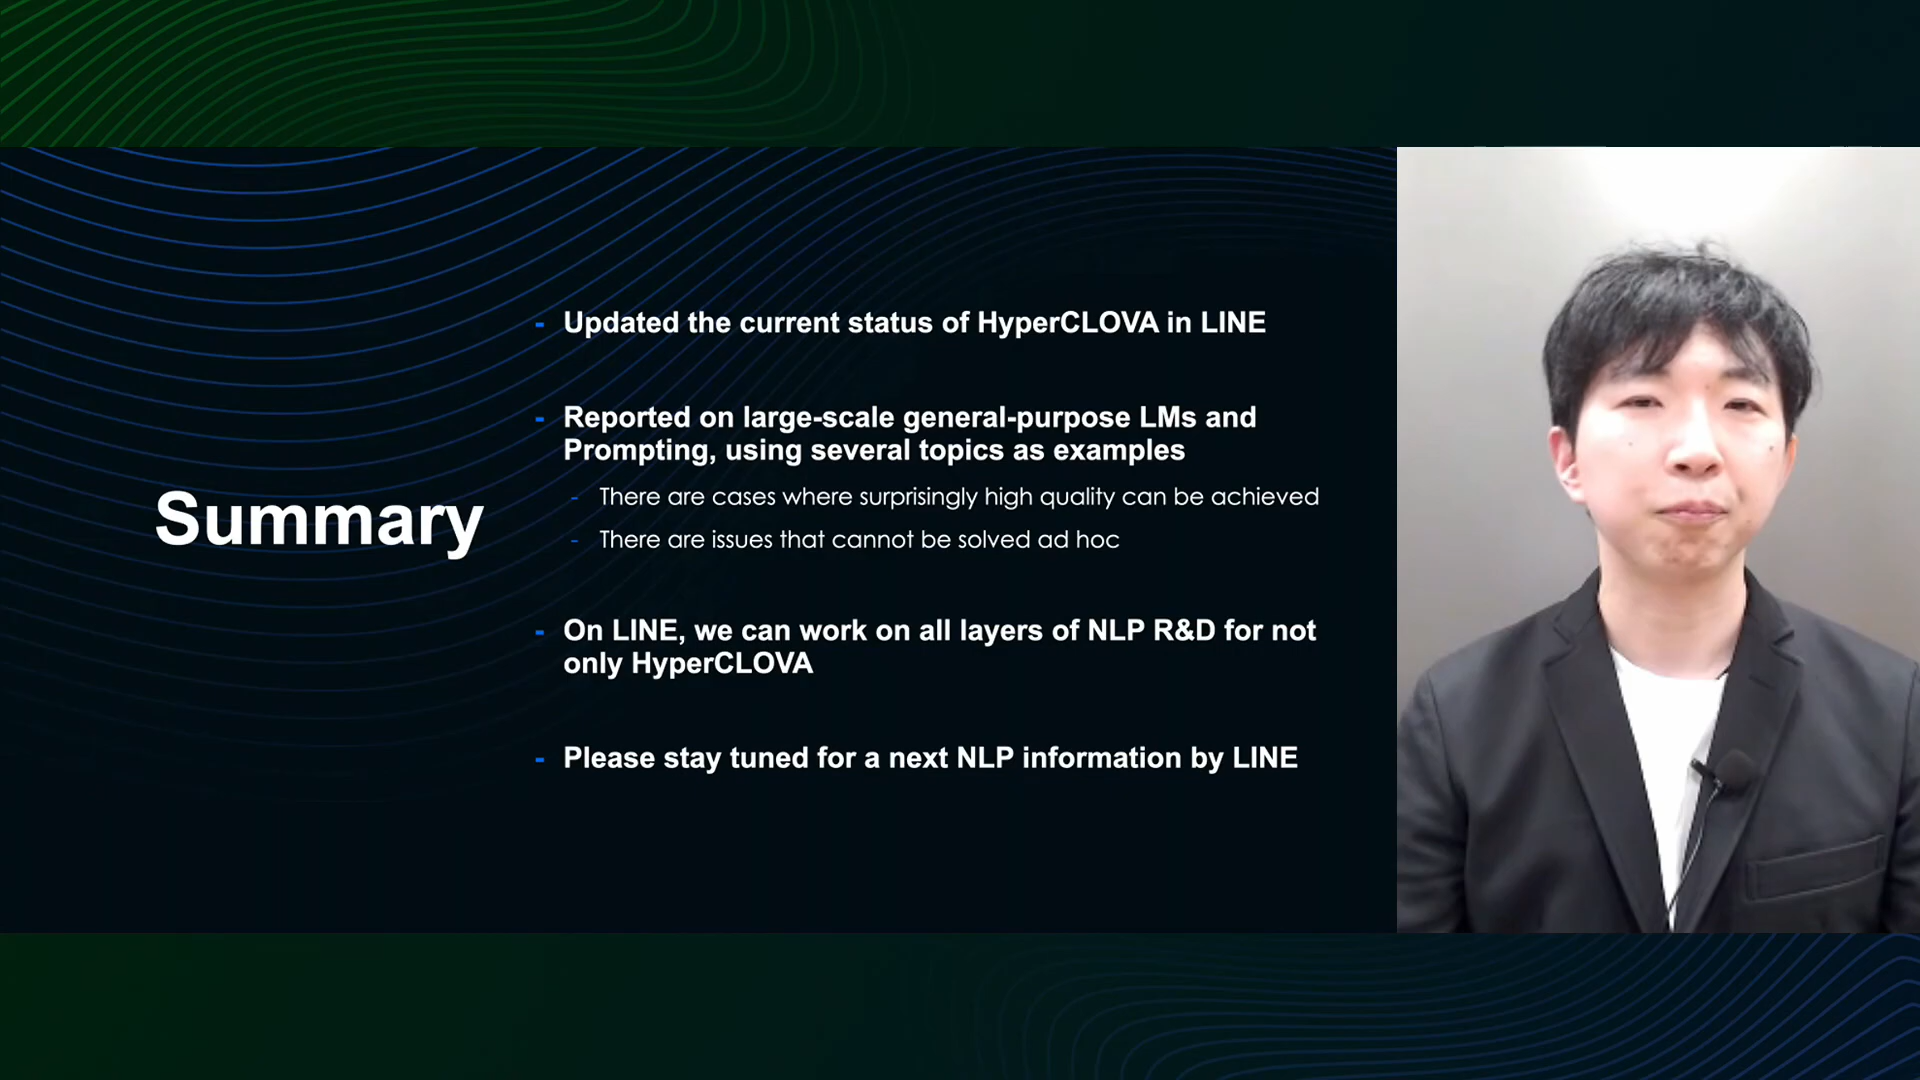 Summary
- Updated the current status of HyperCLOVA in LINE
- Reported on large-scale general-purpose LMs and
Prompting, using several topics as examples
- There are cases where surprisingly high quality can be achieved
- There are issues that cannot be solved ad hoc
- On LINE, we can work on all layers of NLP R&D for not
only HyperCLOVA
- Please stay tuned for a next NLP information by LINE